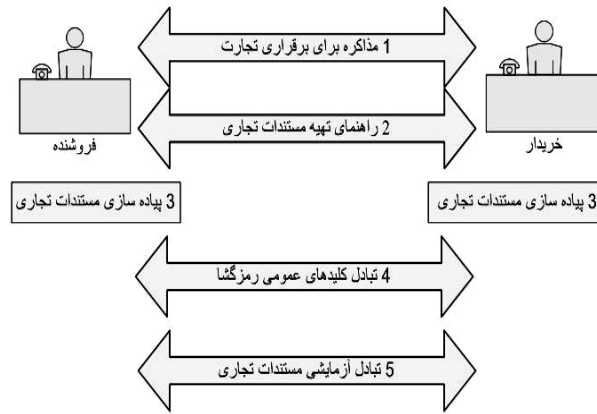 1 مذاکره برای برقراری تجارت
2 راهنمای تهیه مستندات تجاری
فروشنده
خریدار
3 پیاده سازی مستندات تجاری
3 پیاده سازی مستندات تجاری
4 تبادل کلیدهای عمومی رمزگشا
5 تبادل آزمایشی مستندات تجاری